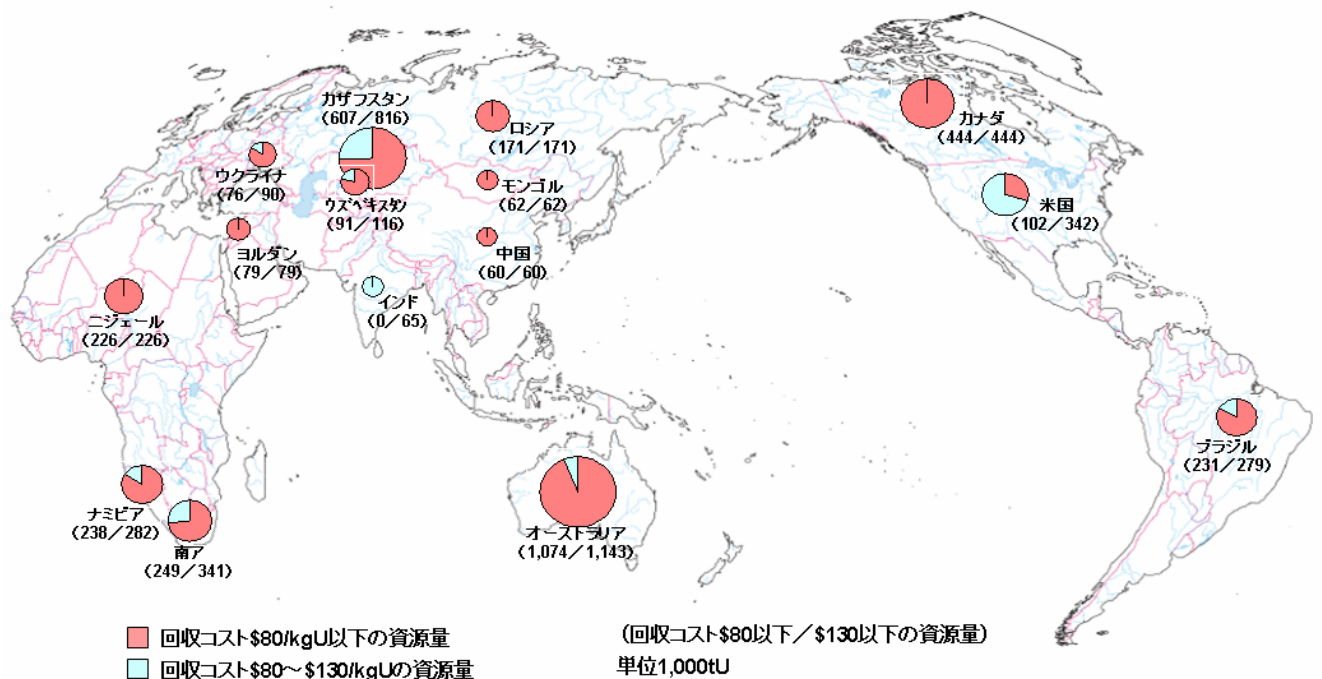 カザフスタン
(607/816)
ロシア
(171/171)
カナダ
(444/444)
ウクライナ
(76/90)
ウズベキスタン
(91/116)
モンゴル
(62/62)
米国
(102/342)
ヨルダン
(79/79)
中国
(60/60)
インド
(0/65)
ニジェール
(226/226)
ブラジル
(231/279)
ナミビア
(238/282)
南ア
(249/341)
オーストラリア
(1,074/1,143)
回収コスト$80/kgU以下の資源量
(回収コスト$80以下/$130以下の資源量)
回収コスト$80~$130/kgUの資源量
単位1,000tU